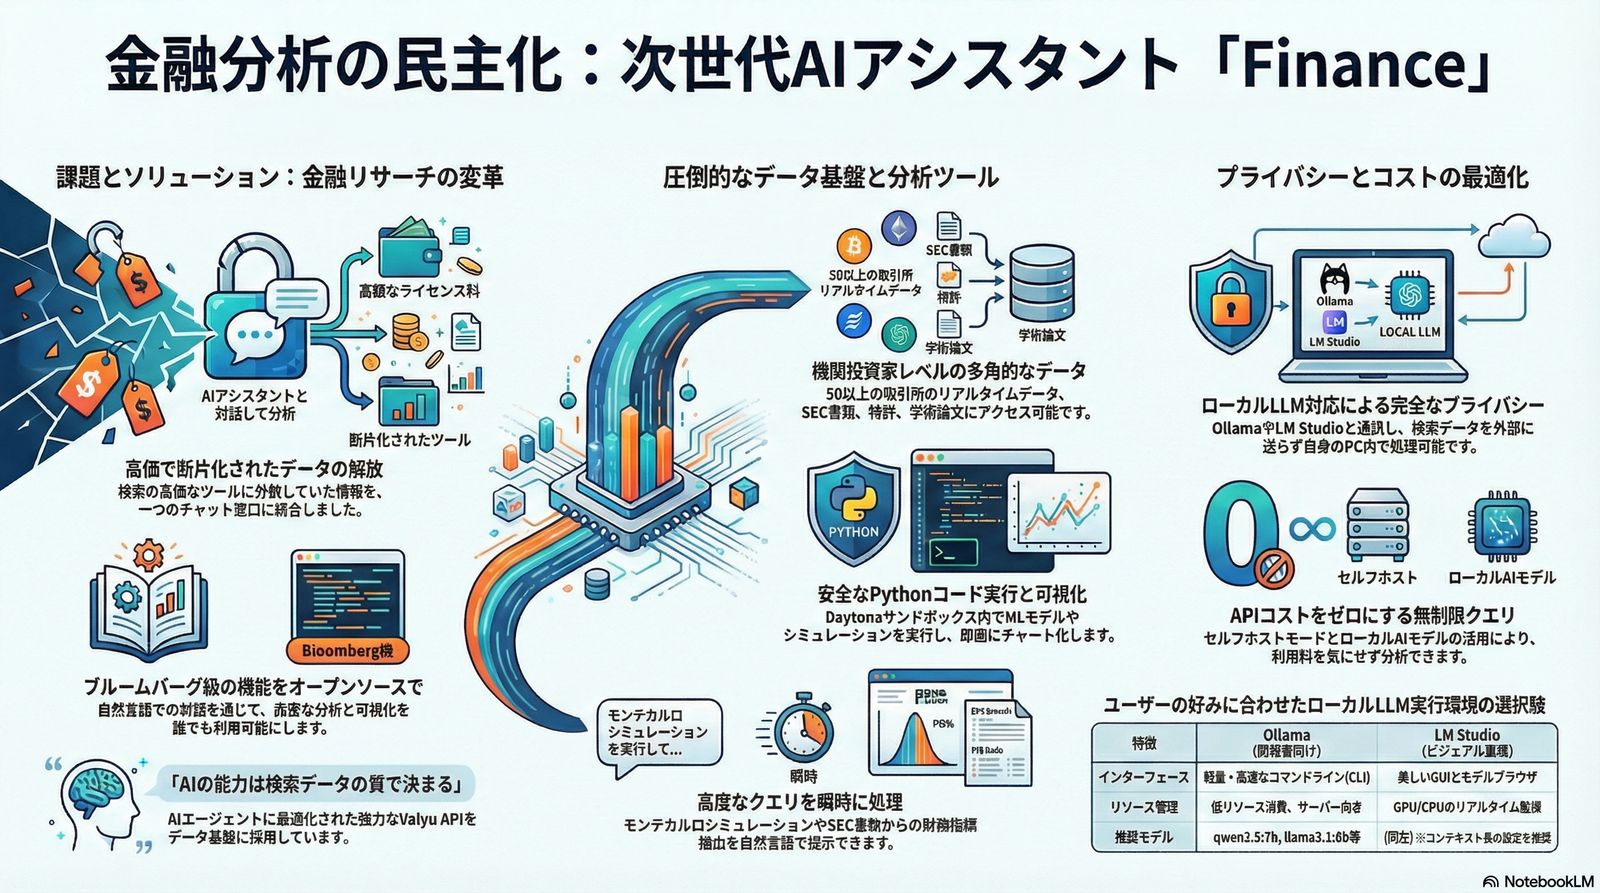 金融分析の民主化：次世代AIアシスタント「Finance」
課題とソリューション：金融リサーチの変革
$
$
$
AIアシスタントと
対話して分析
高額なライセンス料
断片化されたツール
高価で断片化されたデータの解放
検索の高価なツールに分散していた情報を、
一つのチャット窓口に統合しました。
Bioomberg機
ブルームバーグ級の機能をオープンソースで
自然言語での対話を通じて、高密な分析と可視化を
誰でも利用可能にします。
「AIの能力は検索データの質で決まる」
AIエージェントに最適化された強力なValyu APIを
データ基盤に採用しています。
圧倒的なデータ基盤と分析ツール
50以上の取引所
リアルタイムデータ
SEC書類
特許
学術論文
学術論文
機関投資家レベルの多角的なデータ
50以上の取引所のリアルタイムデータ、
SEC書類、特許、学術論文にアクセス可能です。
PYTHON
>_
安全なPythonコード実行と可視化
Daytonaサンドボックス内でMLモデルや
シミュレーションを実行し、即座にチャート化します。
モンテカルロ
シミュレーション
を実行して...
瞬時
P8%
高度なクエリを瞬時に処理
モンテカルロシミュレーションやSEC書類からの財務指標
抽出を自然言語で提示できます。
プライバシーとコストの最適化
Ollama
LM
LM Studio
LOCAL LLM
ローカルLLM対応による完全なプライバシー
OllamaやLM Studioと通訊し、検索データを外部に
送らず自身のPC内で処理可能です。
0
∞
セルフホスト
ローカルAIモデル
APIコストをゼロにする無制限クエリ
セルフホストモードとローカルAIモデルの活用により、
利用料を気にせず分析できます。
ユーザーの好みに合わせたローカルLLM実行環境の選択肢
特徴
Ollama
(開発者向け)
LM Studio
(ビジュアル重視)
インターフェース
軽量・高速なコマンドライン(CLI)
美しいGUIとモデルブラウザ
リソース管理
低リソース消費、サーバー向き
GPU/CPUのリアルタイム監視
推奨モデル
qwen2.5:7h, llama3.1:6b等
(同左) ※コンテキスト長の設定を推奨
NotebookLM